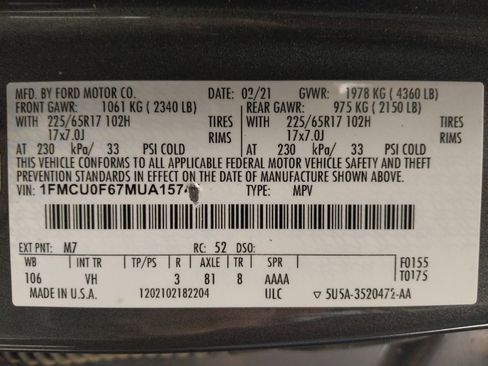 MFD. BY FORD MOTOR CO. DATE: 02/21 GVWR: 1978 KG (4360 LB)
FRONT GAWR: 1061 KG (2340 LB) REAR GAWR: 975 KG (2150 LB)
WITH 225/65R17 102H TIRES WITH 225/65R17 102H TIRES
17x7.0J RIMS 17x7.0J RIMS
AT 230 kPa/ 33 PSI COLD AT 230 kPa/ 33 PSI COLD
THIS VEHICLE CONFORMS TO ALL APPLICABLE FEDERAL MOTOR VEHICLE SAFETY AND THEFT
PREVENTION STANDARDS IN EFFECT ON THE DATE OF MANUFACTURE SHOWN ABOVE.
VIN: TYPE: MPV
EXT PNT: M7 RC: 52 DSO:
WB INT TR TP/PS R AXLE TR SPR F0155
106 VH 3 81 8 AAAA T0175
MADE IN U.S.A. 1202102182204 ULC ▽ 5U5A-3520472-AA